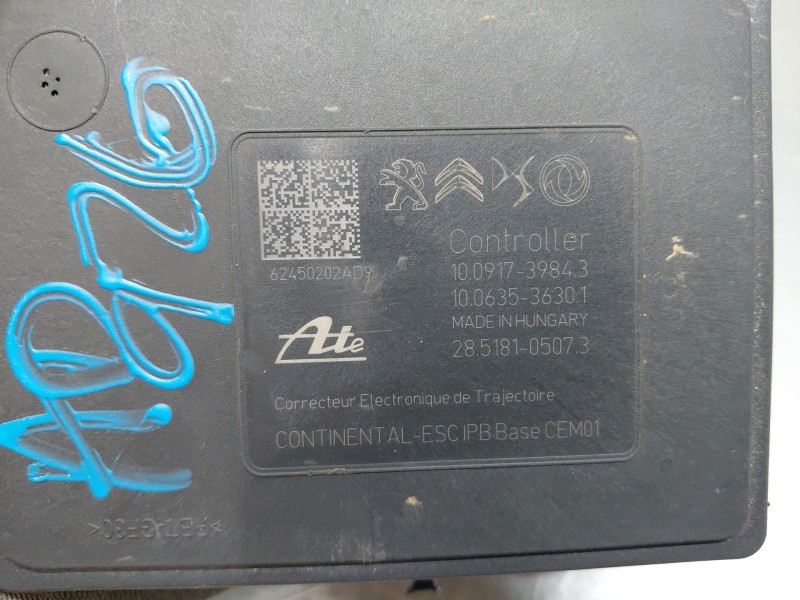 AP926
62450202AD9
Controller
10.0917-3984.3
10.0635-3630.1
MADE IN HUNGARY
28.5181-0507.3
Ate
Correcteur Electronique de Trajectoire
CONTINENTAL-ESC IPB Base CEM01